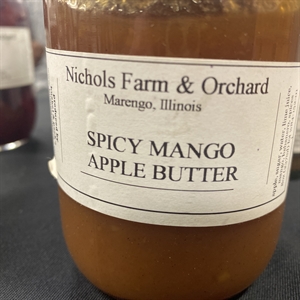 Nichols Farm & Orchard
Marengo, Illinois
SPICY MANGO
APPLE BUTTER